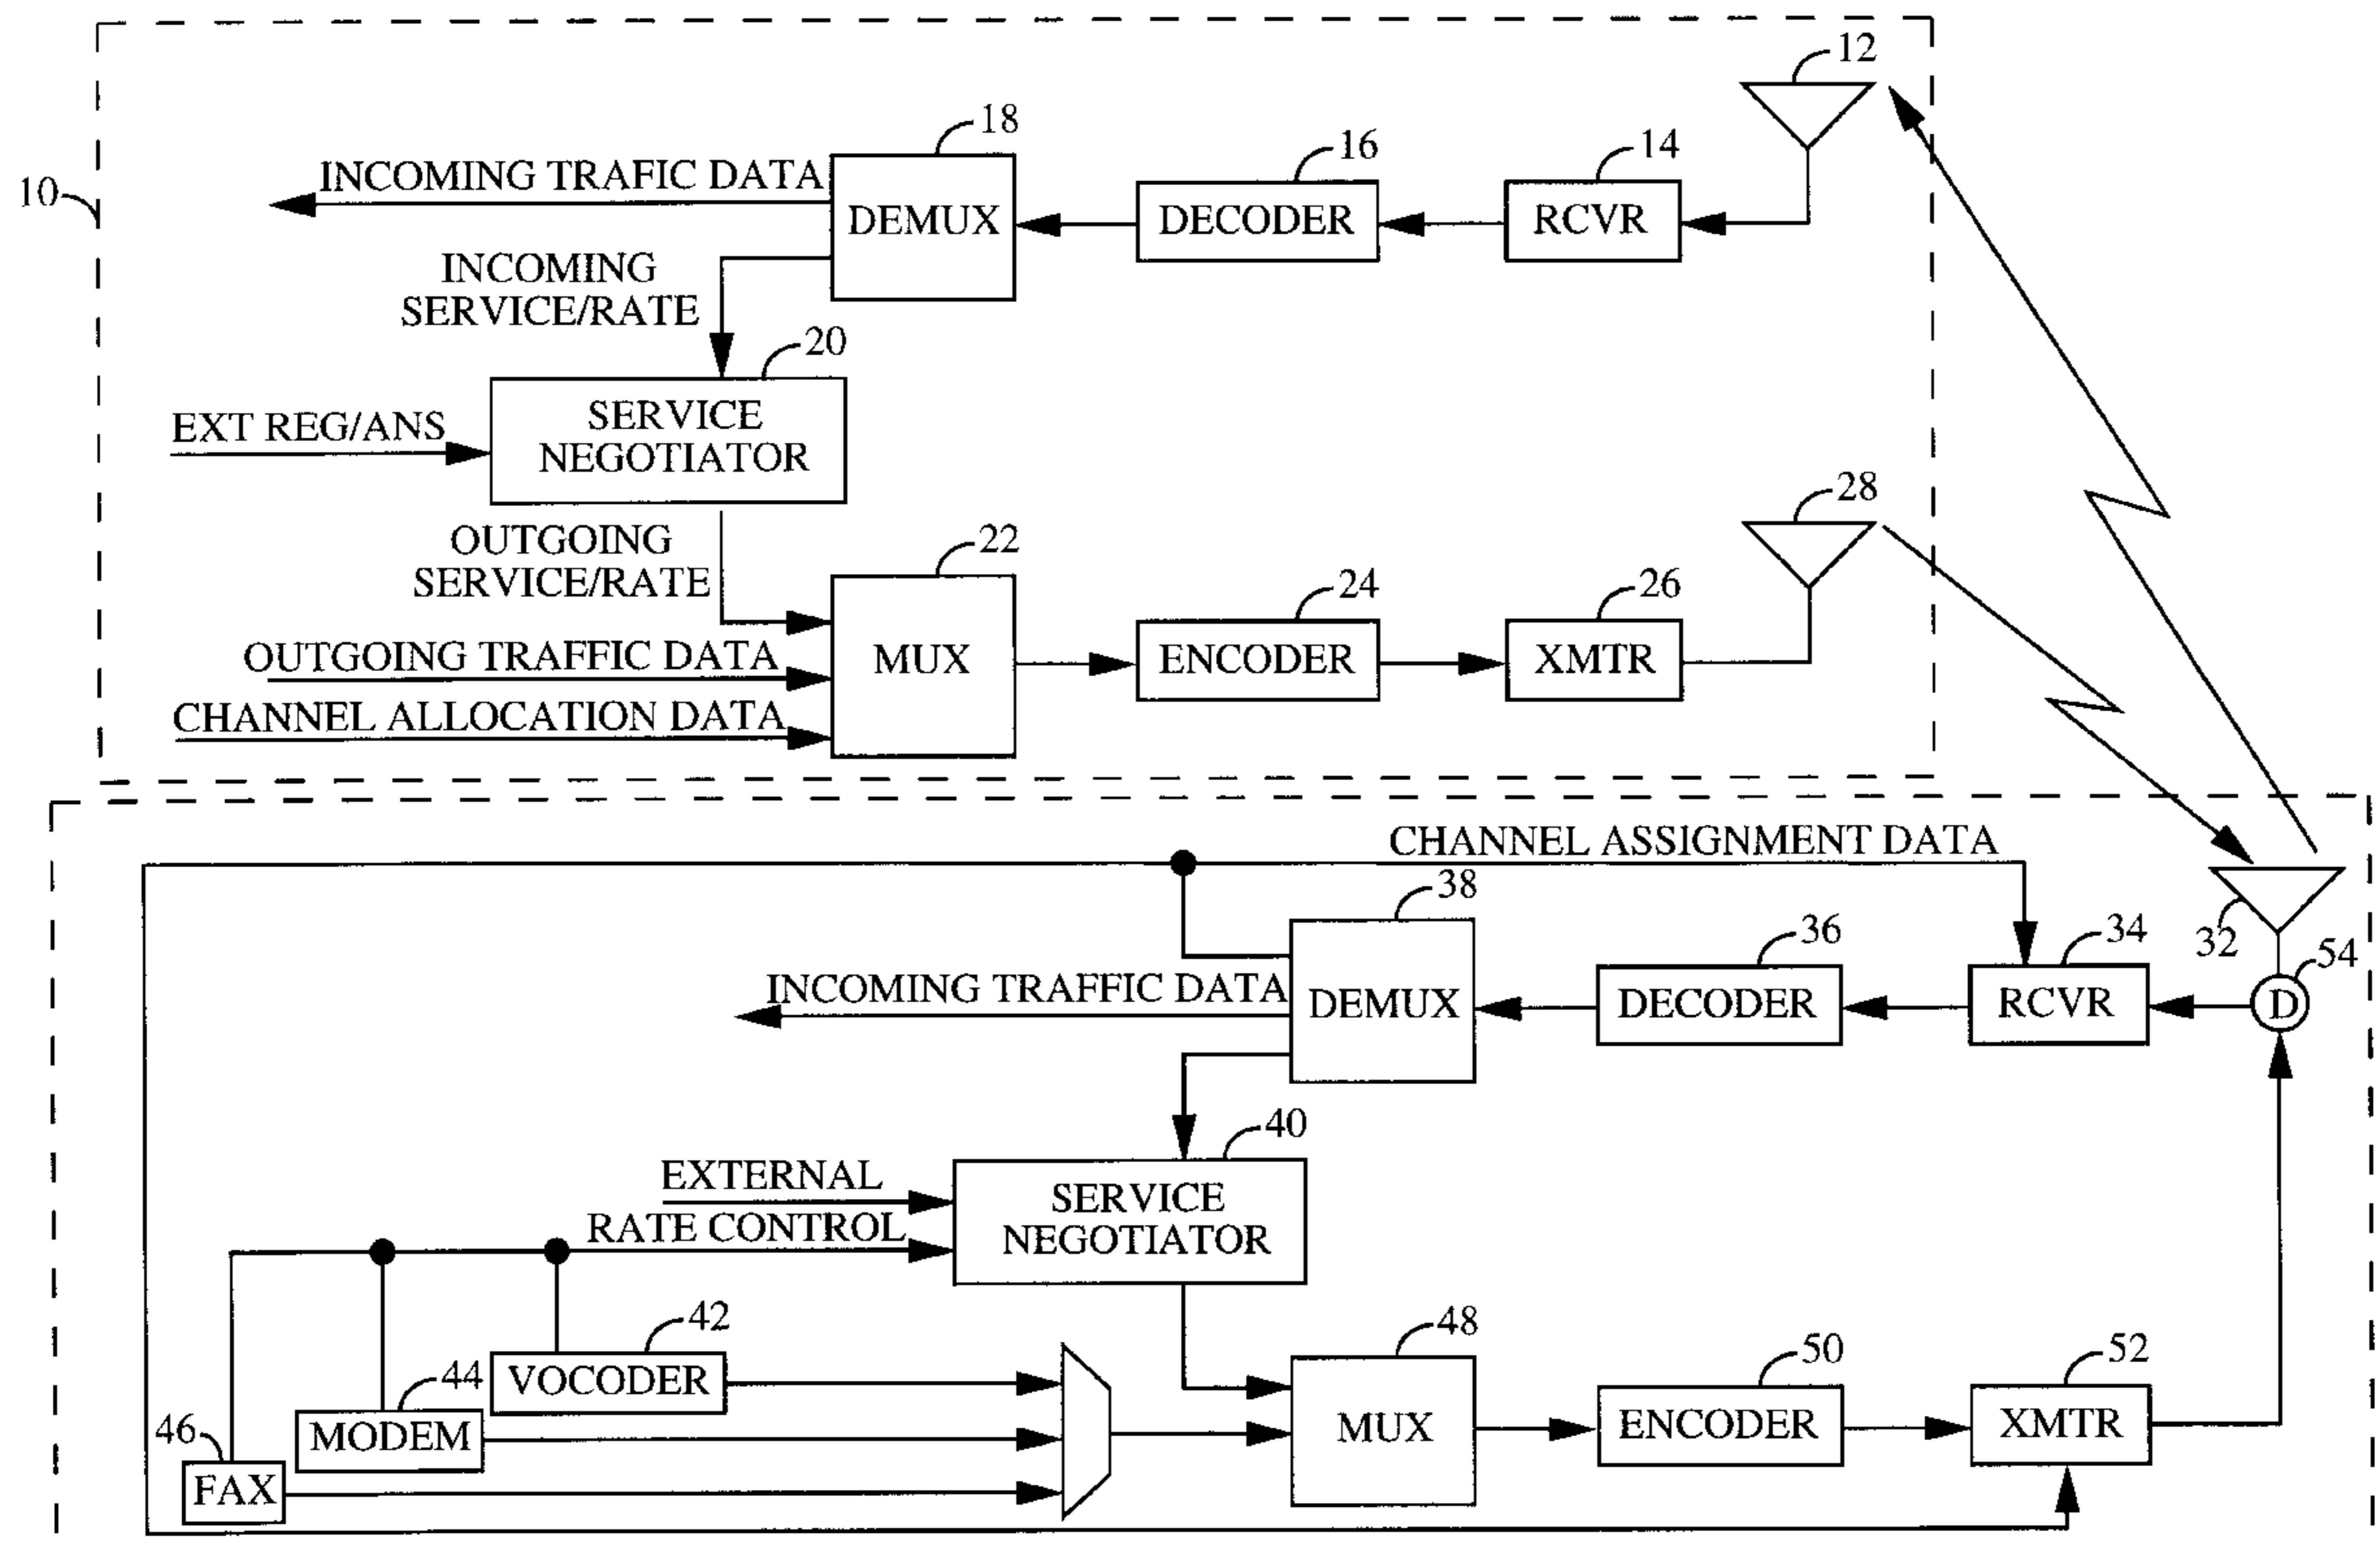 12
18
16
14
INCOMING TRAFIC DATA
10
DEMUX
DECODER
RCVR
INCOMING
SERVICE/RATE
20
EXT REG/ANS
SERVICE
NEGOTIATOR
28
OUTGOING
SERVICE/RATE
22
24
26
OUTGOING TRAFFIC DATA
MUX
ENCODER
XMTR
CHANNEL ALLOCATION DATA
CHANNEL ASSIGNMENT DATA
38
36
34
32
54
INCOMING TRAFFIC DATA
DEMUX
DECODER
RCVR
D
40
EXTERNAL
RATE CONTROL
SERVICE
NEGOTIATOR
42
48
50
52
44
VOCODER
46
MODEM
MUX
ENCODER
XMTR
FAX